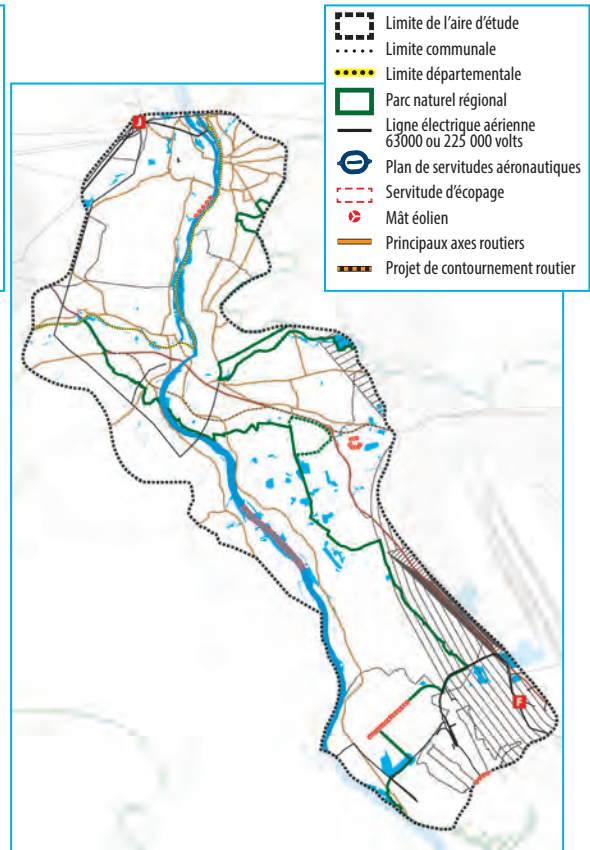 Limite de l'aire d'étude
Limite communale
Limite départementale
Parc naturel régional
Ligne électrique aérienne
63000 ou 225 000 volts
Plan de servitudes aéronautiques
Servitude d'écopage
Mât éolien
Principaux axes routiers
Projet de contournement routier
J
F